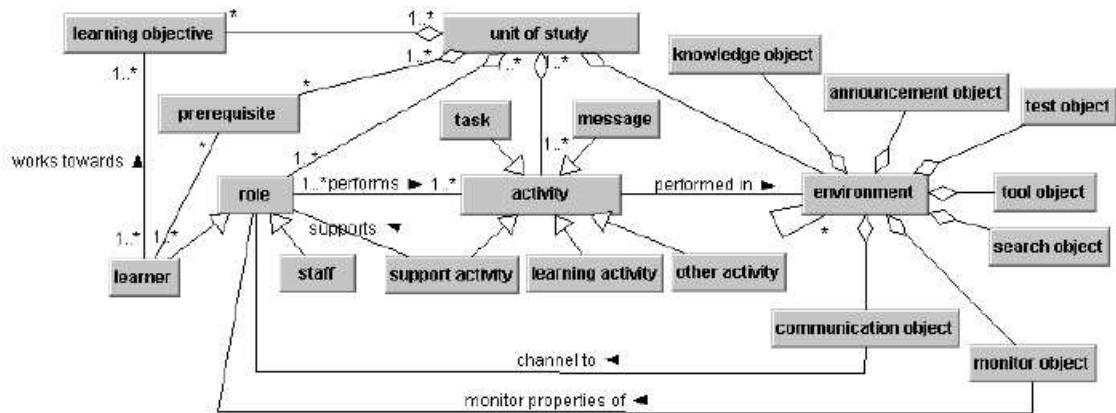 learning objective
*
1..*
unit of study
1..*
*
1..*
1..*
1..*
knowledge object
announcement object
test object
prerequisite
*
task
message
works towards
1..*
1..*
role
1..*
performs
1..*
activity
performed in
environment
tool object
*
search object
1..*
1..*
learner
supports
staff
support activity
learning activity
other activity
communication object
monitor object
channel to
monitor properties of